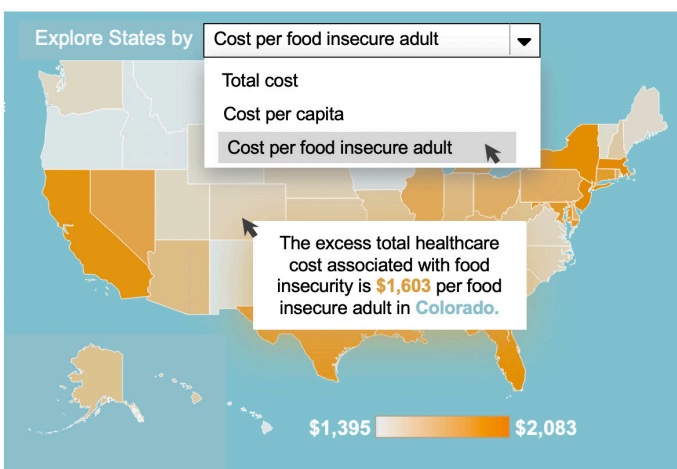 Explore States by
Cost per food insecure adult
Total cost
Cost per capita
Cost per food insecure adult
The excess total healthcare
cost associated with food
insecurity is $1,603 per food
insecure adult in Colorado.
$1,395
$2,083